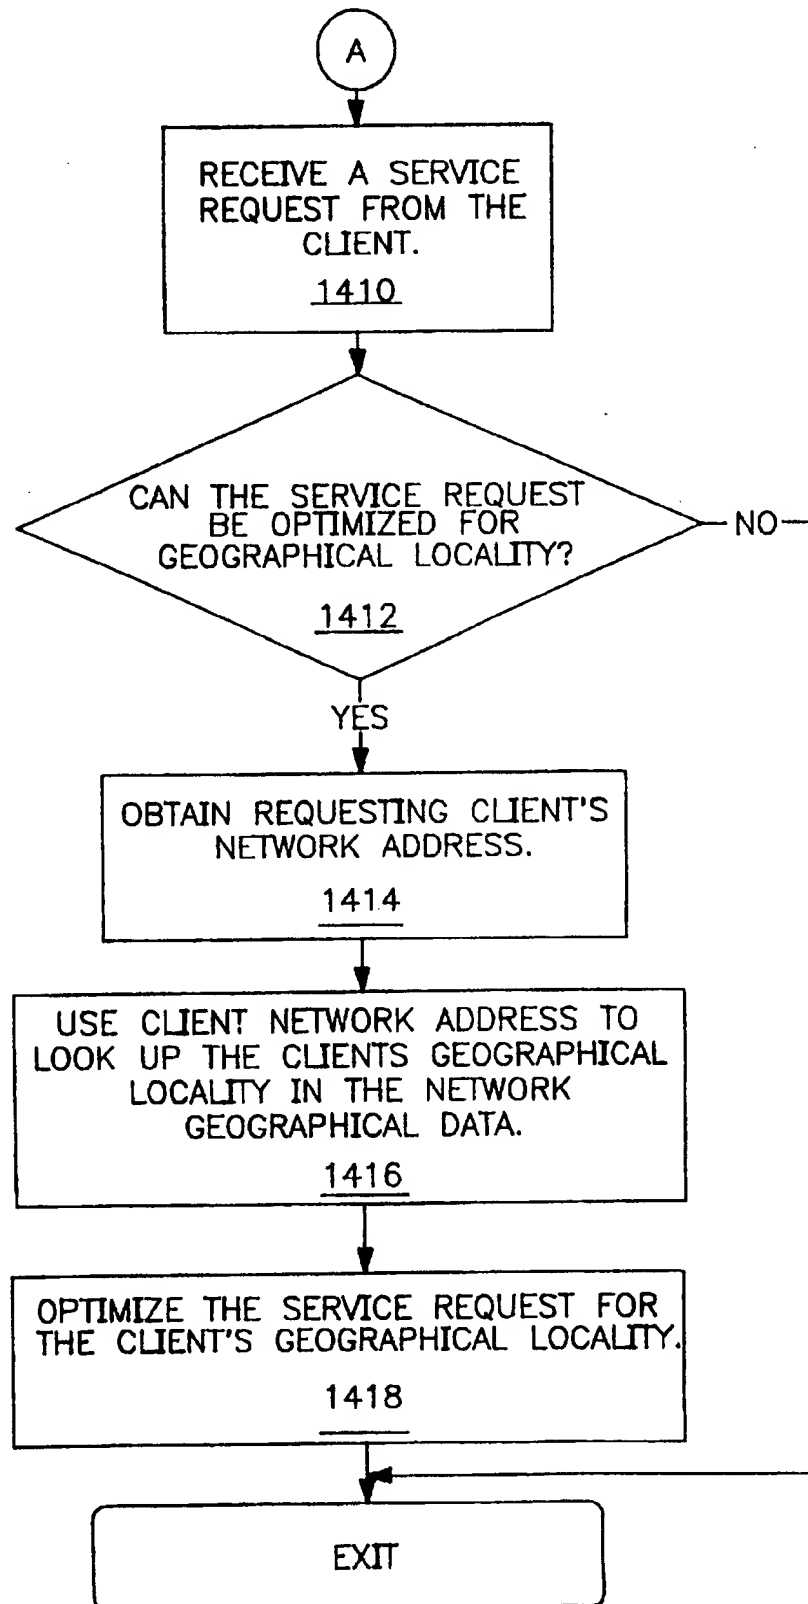 A
RECEIVE A SERVICE
REQUEST FROM THE
CLIENT.
1410
CAN THE SERVICE REQUEST
BE OPTIMIZED FOR
GEOGRAPHICAL LOCALITY?
1412
NO
YES
OBTAIN REQUESTING CLIENT'S
NETWORK ADDRESS.
1414
USE CLIENT NETWORK ADDRESS TO
LOOK UP THE CLIENTS GEOGRAPHICAL
LOCALITY IN THE NETWORK
GEOGRAPHICAL DATA.
1416
OPTIMIZE THE SERVICE REQUEST FOR
THE CLIENT'S GEOGRAPHICAL LOCALITY.
1418
EXIT